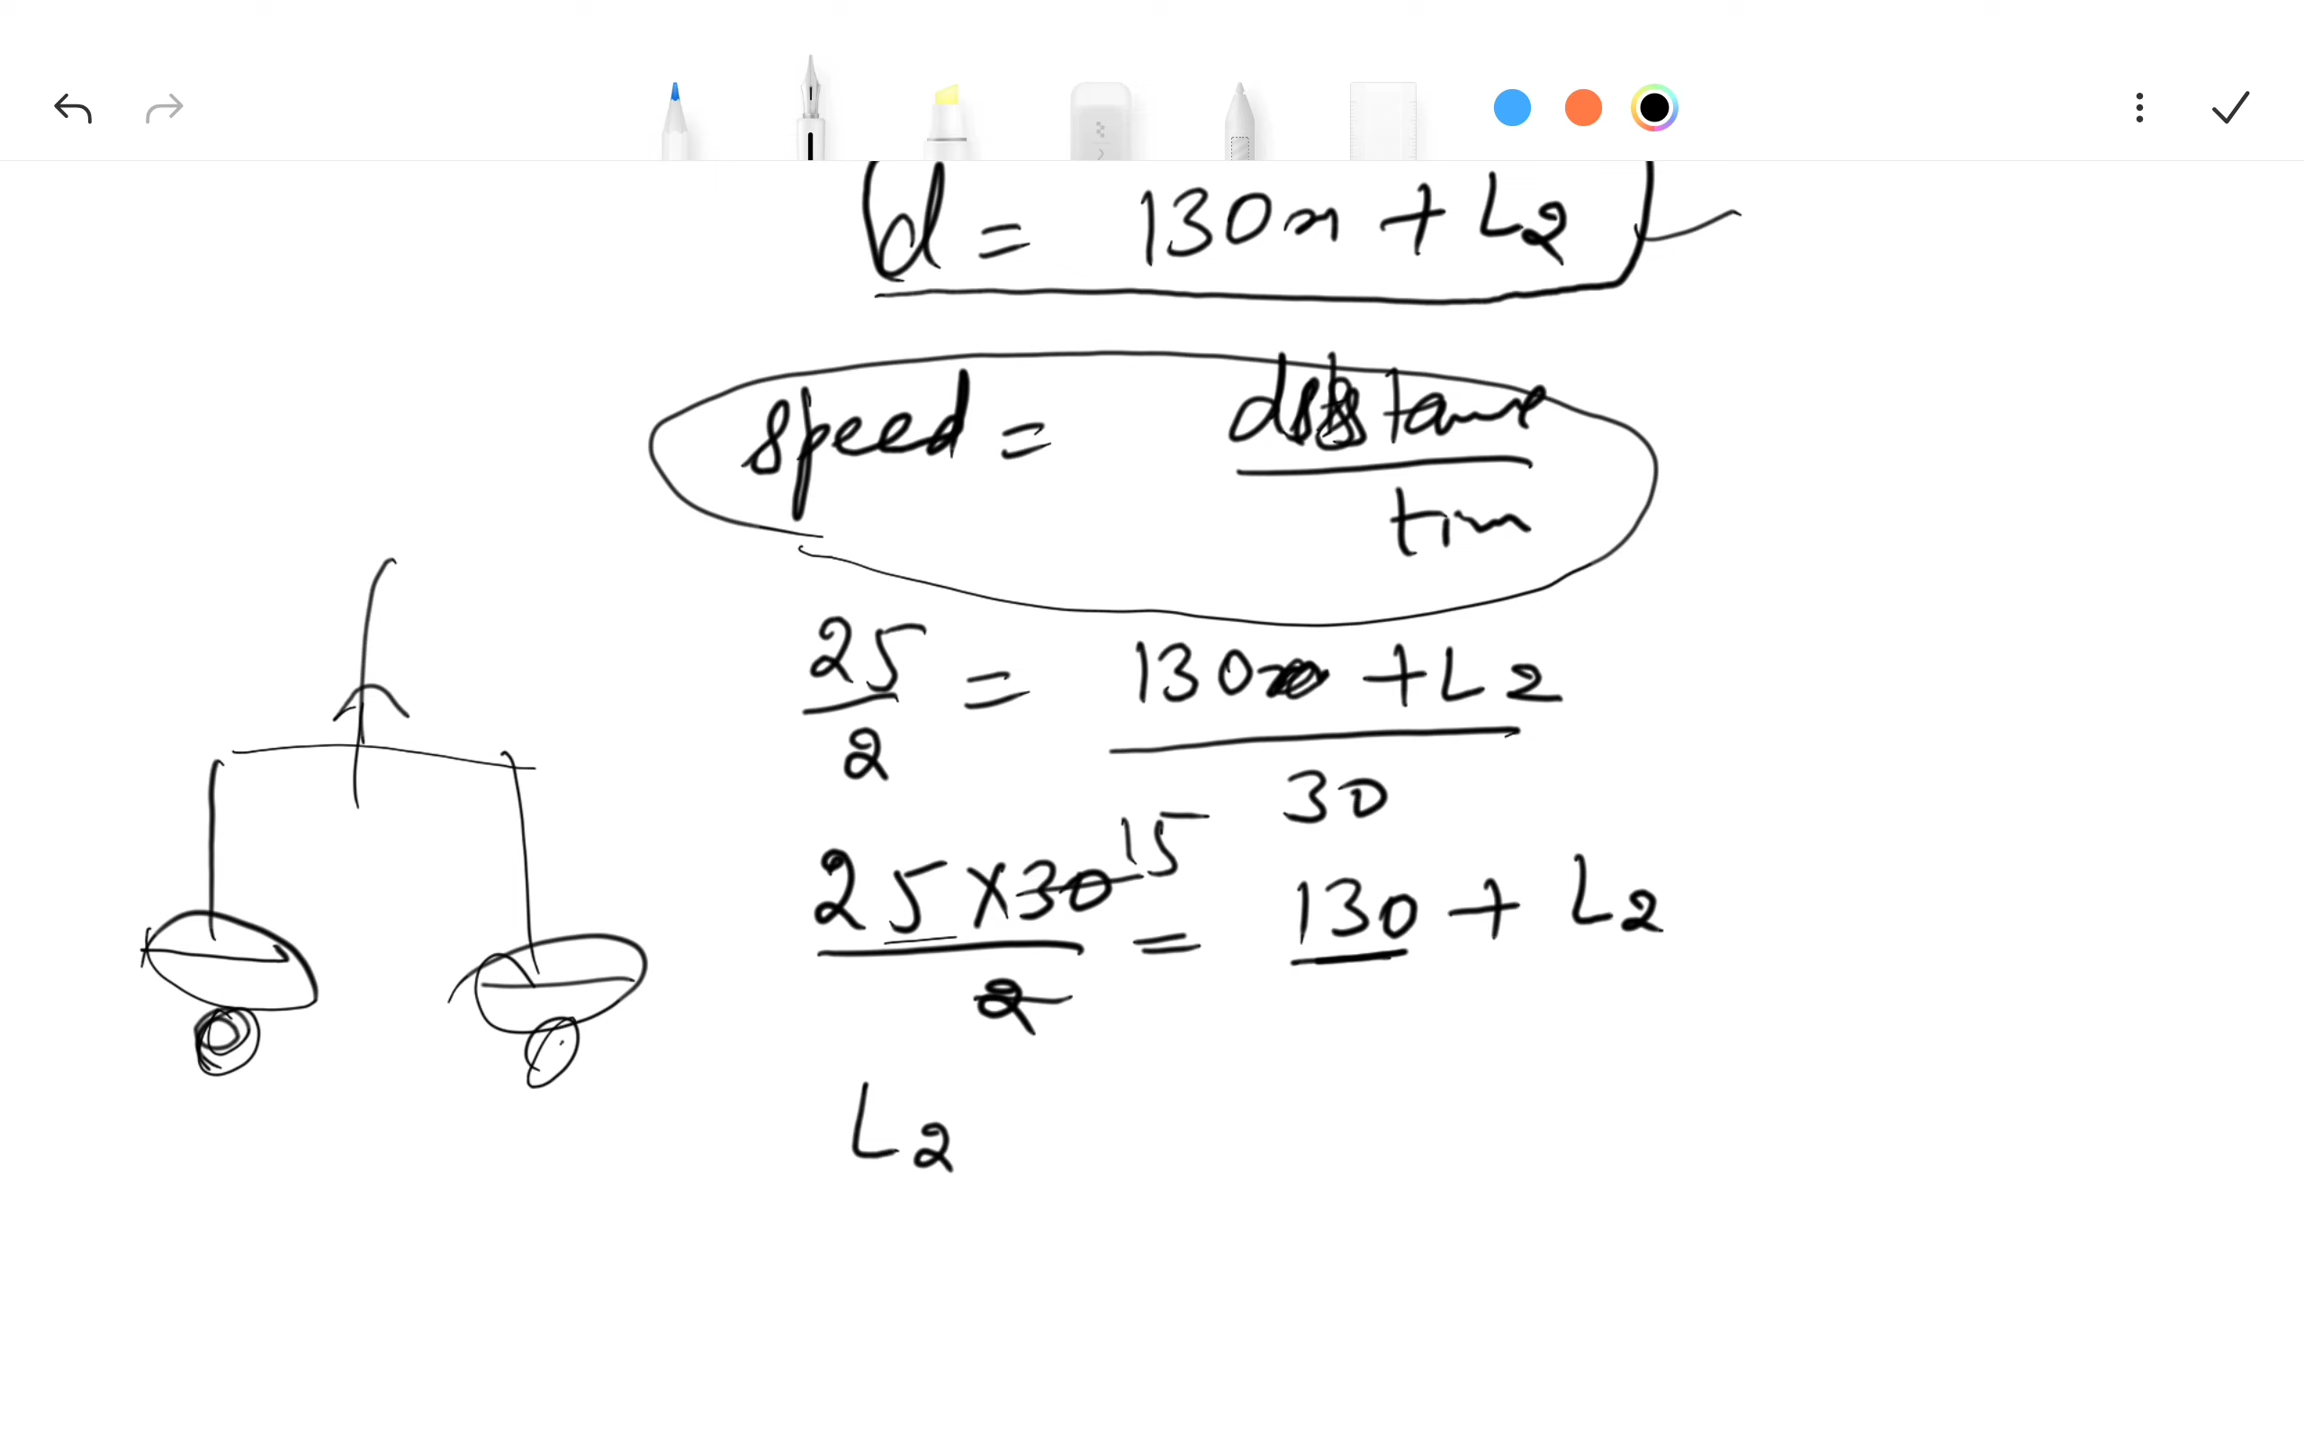 d = 130m + L2
speed = distance
time
25/2 = 130 + L2
30
25 × 30 15 = 130 + L2
2
L2